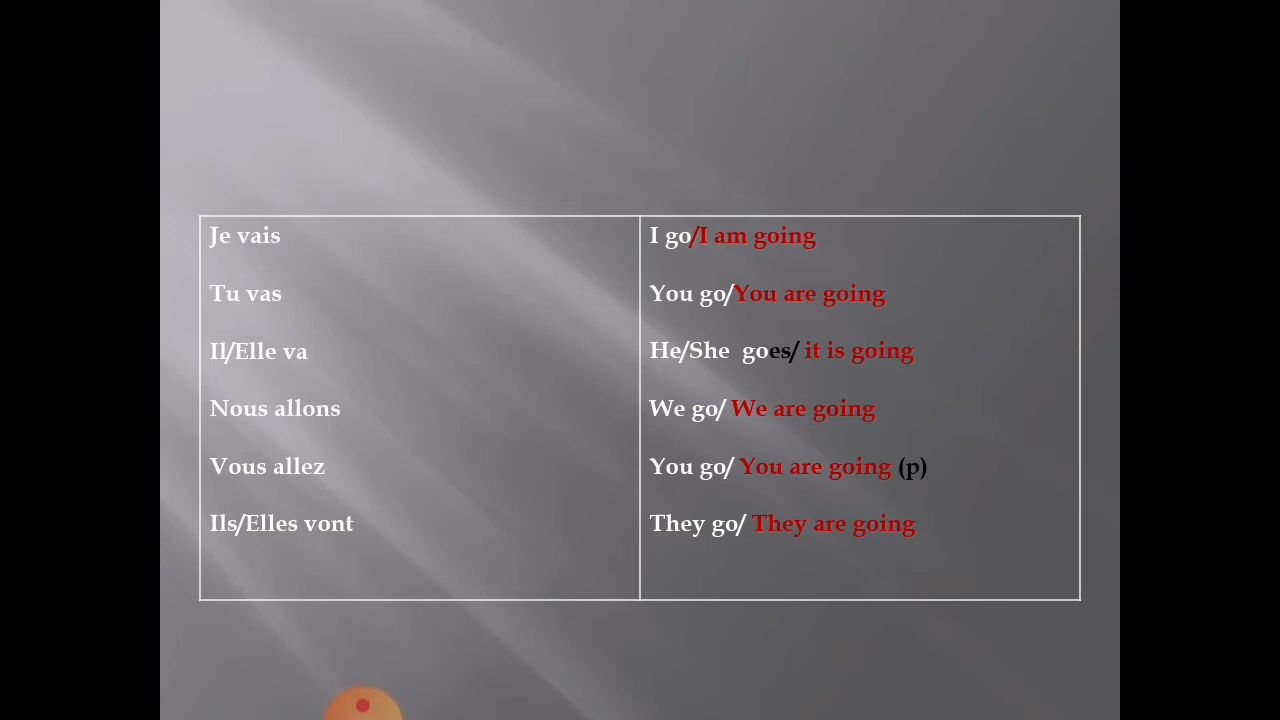 Je vais I go/I am going
Tu vas You go/You are going
Il/Elle va He/She goes/ it is going
Nous allons We go/ We are going
Vous allez You go/ You are going (p)
Ils/Elles vont They go/ They are going